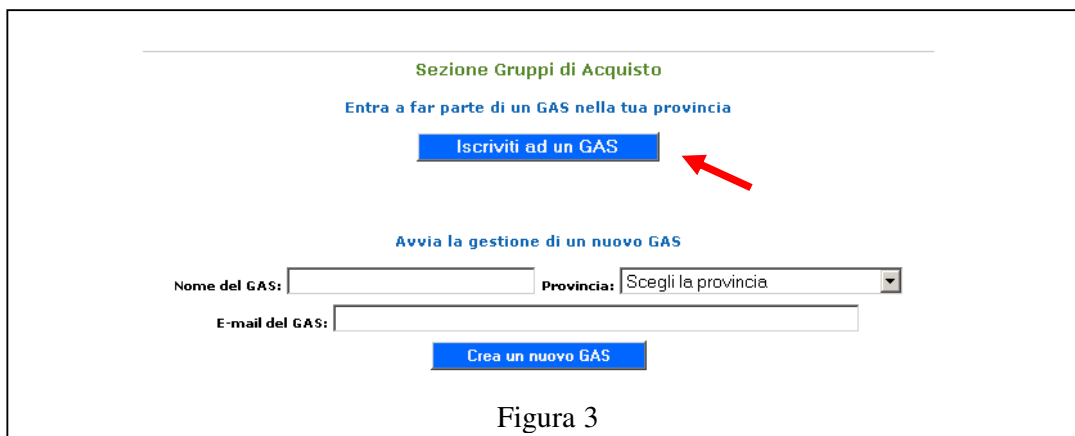 Sezione Gruppi di Acquisto
Entra a far parte di un GAS nella tua provincia
Iscriviti ad un GAS
Avvia la gestione di un nuovo GAS
Nome del GAS: Provincia: Scegli la provincia
E-mail del GAS:
Crea un nuovo GAS
Figura 3